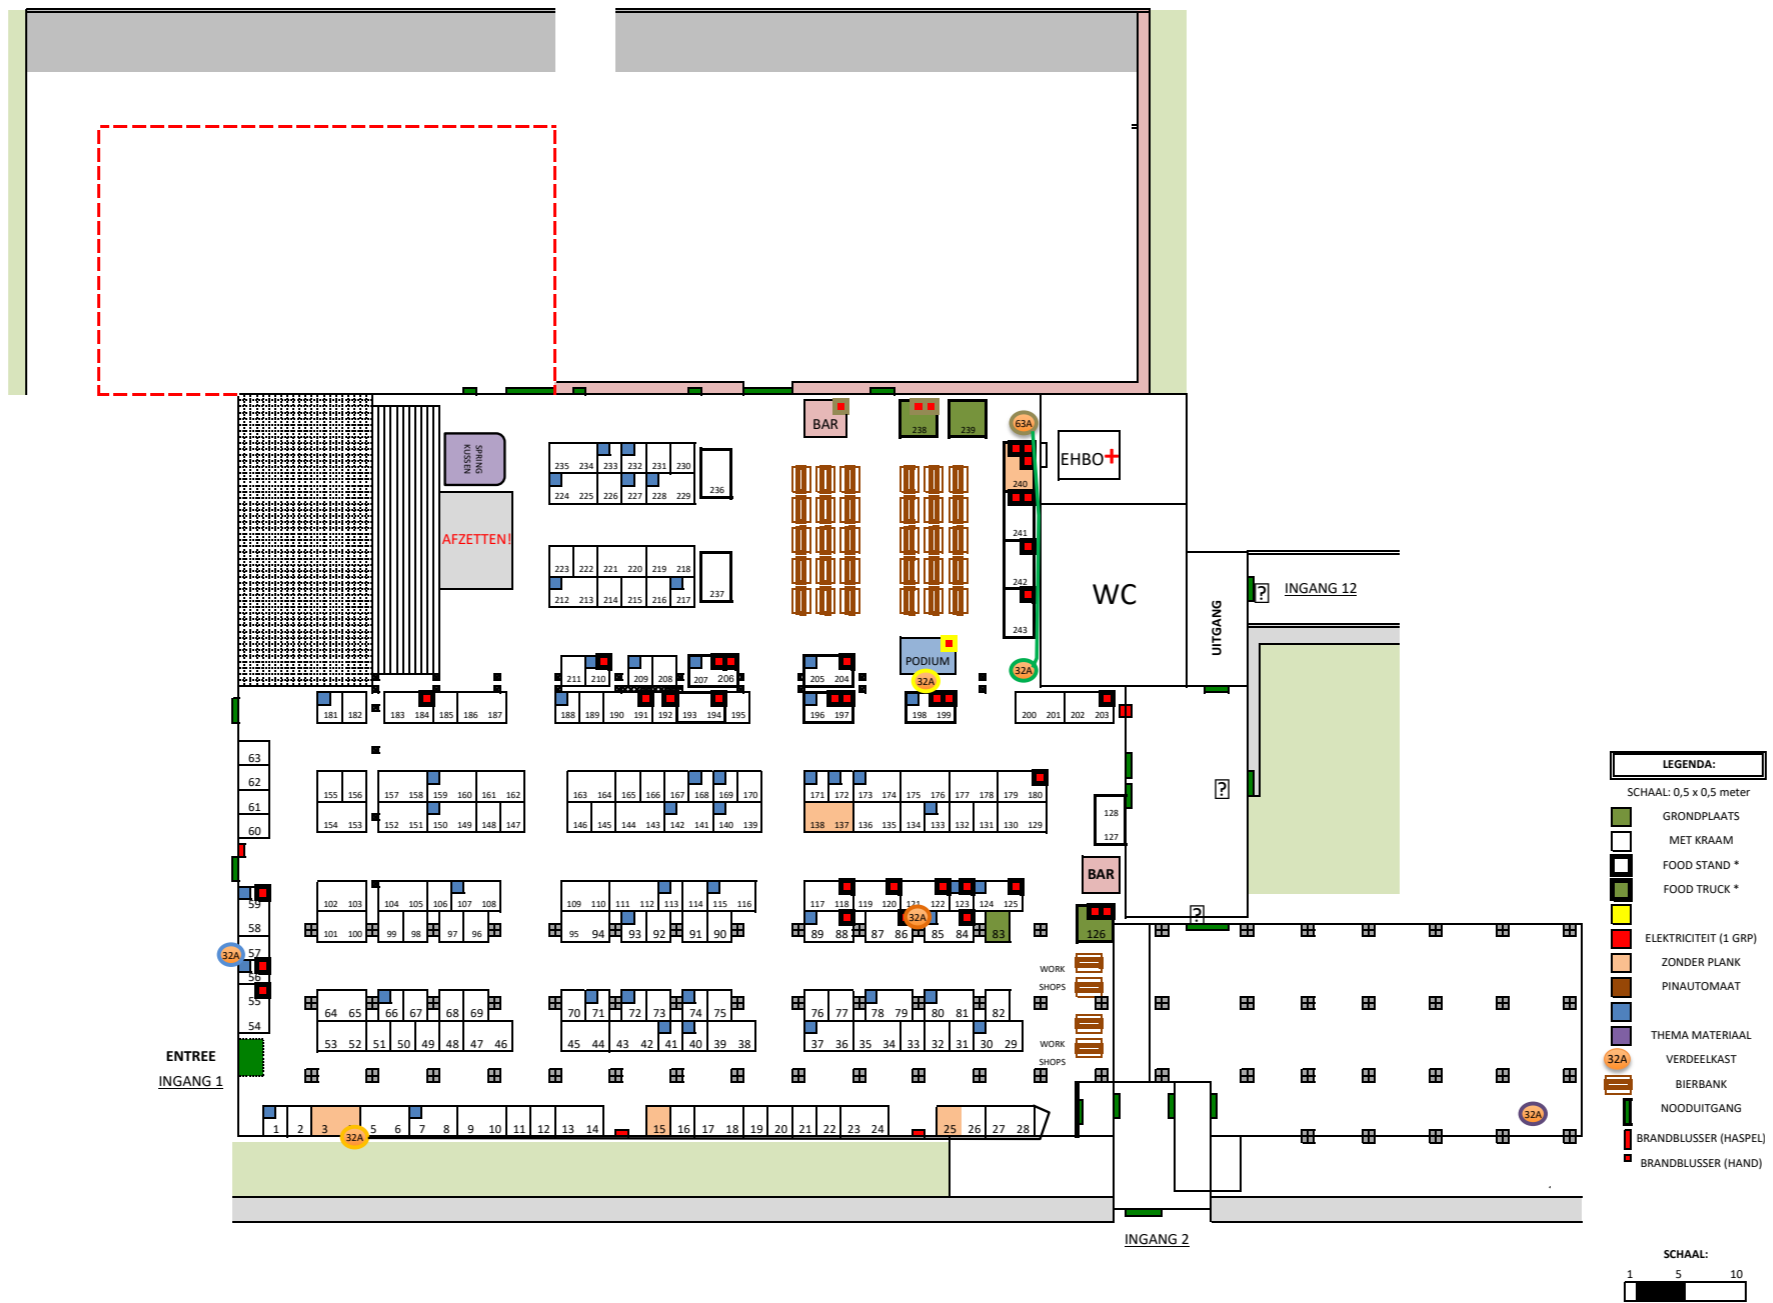 BAR
238
239
63A
SPRING
KUSSEN
EHBO
235 234 233 232 231 230
236
240
224 225 226 227 228 229
241
AFZETTEN!
223 222 221 220 219 218
237
242
WC
INGANG 12
212 213 214 215 216 217
243
UITGANG
211 210 209 208 207 206 205 204
PODIUM
32A
32A
181 182 183 184 185 186 187 188 189 190 191 192 193 194 195 196 197 198 199 200 201 202 203
63
62
61
60
155 156 157 158 159 160 161 162 163 164 165 166 167 168 169 170 171 172 173 174 175 176 177 178 179 180
154 153 152 151 150 149 148 147 146 145 144 143 142 141 140 139 138 137 136 135 134 133 132 131 130 129
128
127
BAR
59
58
57
56
55
54
32A
102 103 104 105 106 107 108 109 110 111 112 113 114 115 116 117 118 119 120 121 122 123 124 125
101 100 99 98 97 96 95 94 93 92 91 90 89 88 87 86 85 84 83
32A
126
WORK
SHOPS
64 65 66 67 68 69 70 71 72 73 74 75 76 77 78 79 80 81 82
53 52 51 50 49 48 47 46 45 44 43 42 41 40 39 38 37 36 35 34 33 32 31 30 29
WORK
SHOPS
ENTREE
INGANG 1
1 2 3 5 6 7 8 9 10 11 12 13 14 15 16 17 18 19 20 21 22 23 24 25 26 27 28
32A
32A
INGANG 2
LEGENDA:
SCHAAL: 0,5 x 0,5 meter
GRONDPLAATS
MET KRAAM
FOOD STAND *
FOOD TRUCK *
ELEKTRICITEIT (1 GRP)
ZONDER PLANK
PINAUTOMAAT
THEMA MATERIAAL
32A VERDEELKAST
BIERBANK
NOODUITGANG
BRANDBLUSSER (HASPEL)
BRANDBLUSSER (HAND)
SCHAAL:
1 5 10